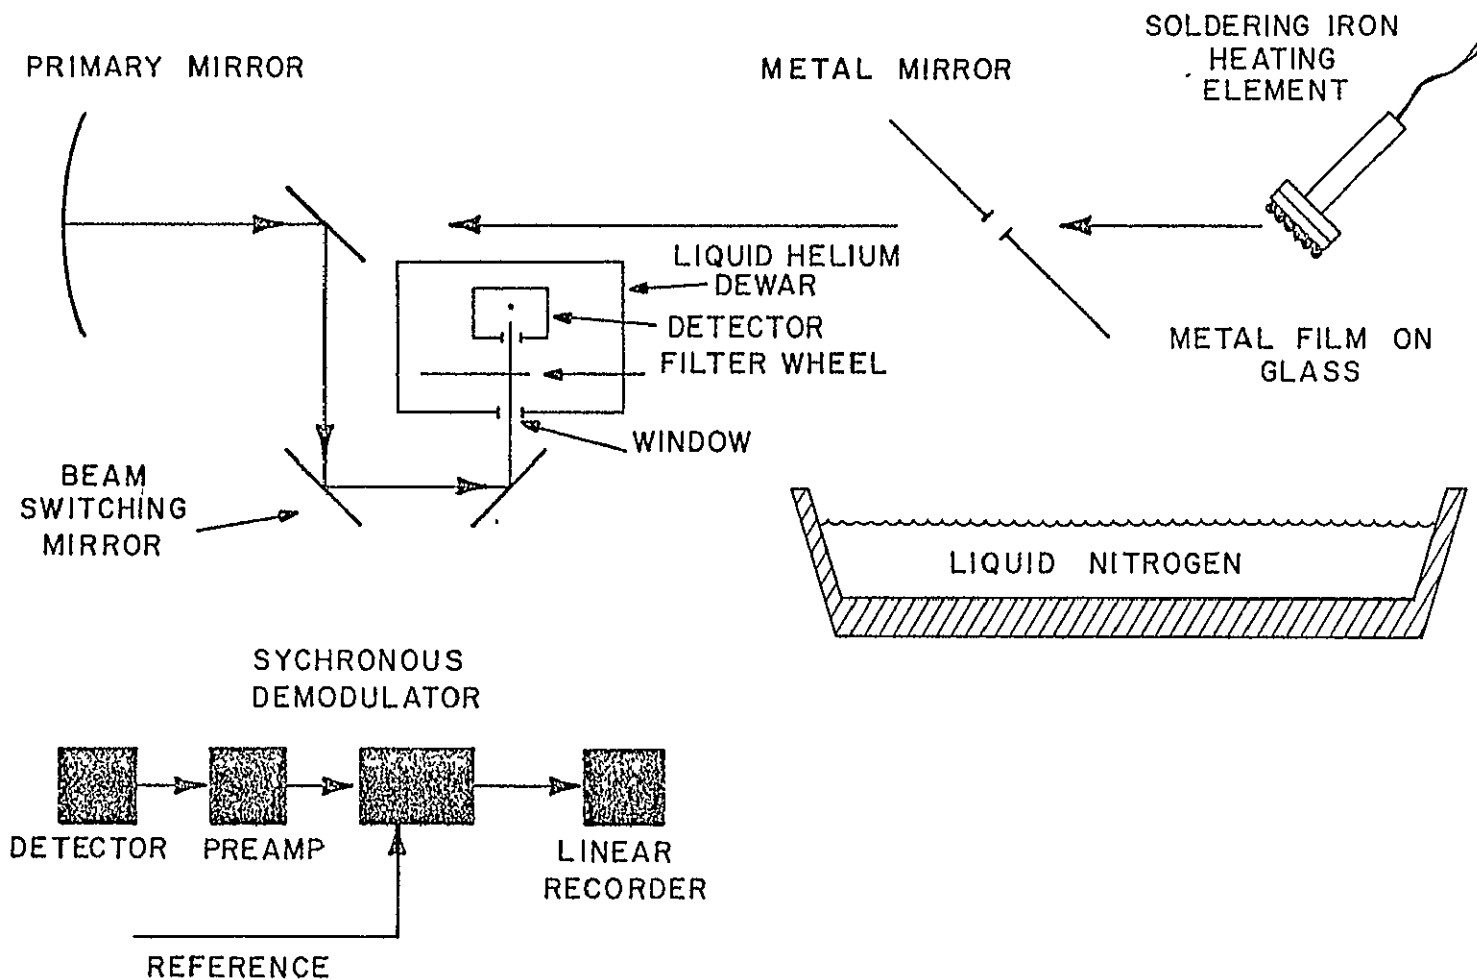 SOLDERING IRON
HEATING
ELEMENT
PRIMARY MIRROR
METAL MIRROR
LIQUID HELIUM
DEWAR
DETECTOR
FILTER WHEEL
METAL FILM ON
GLASS
WINDOW
BEAM
SWITCHING
MIRROR
LIQUID NITROGEN
SYCHRONOUS
DEMODULATOR
DETECTOR
PREAMP
LINEAR
RECORDER
REFERENCE